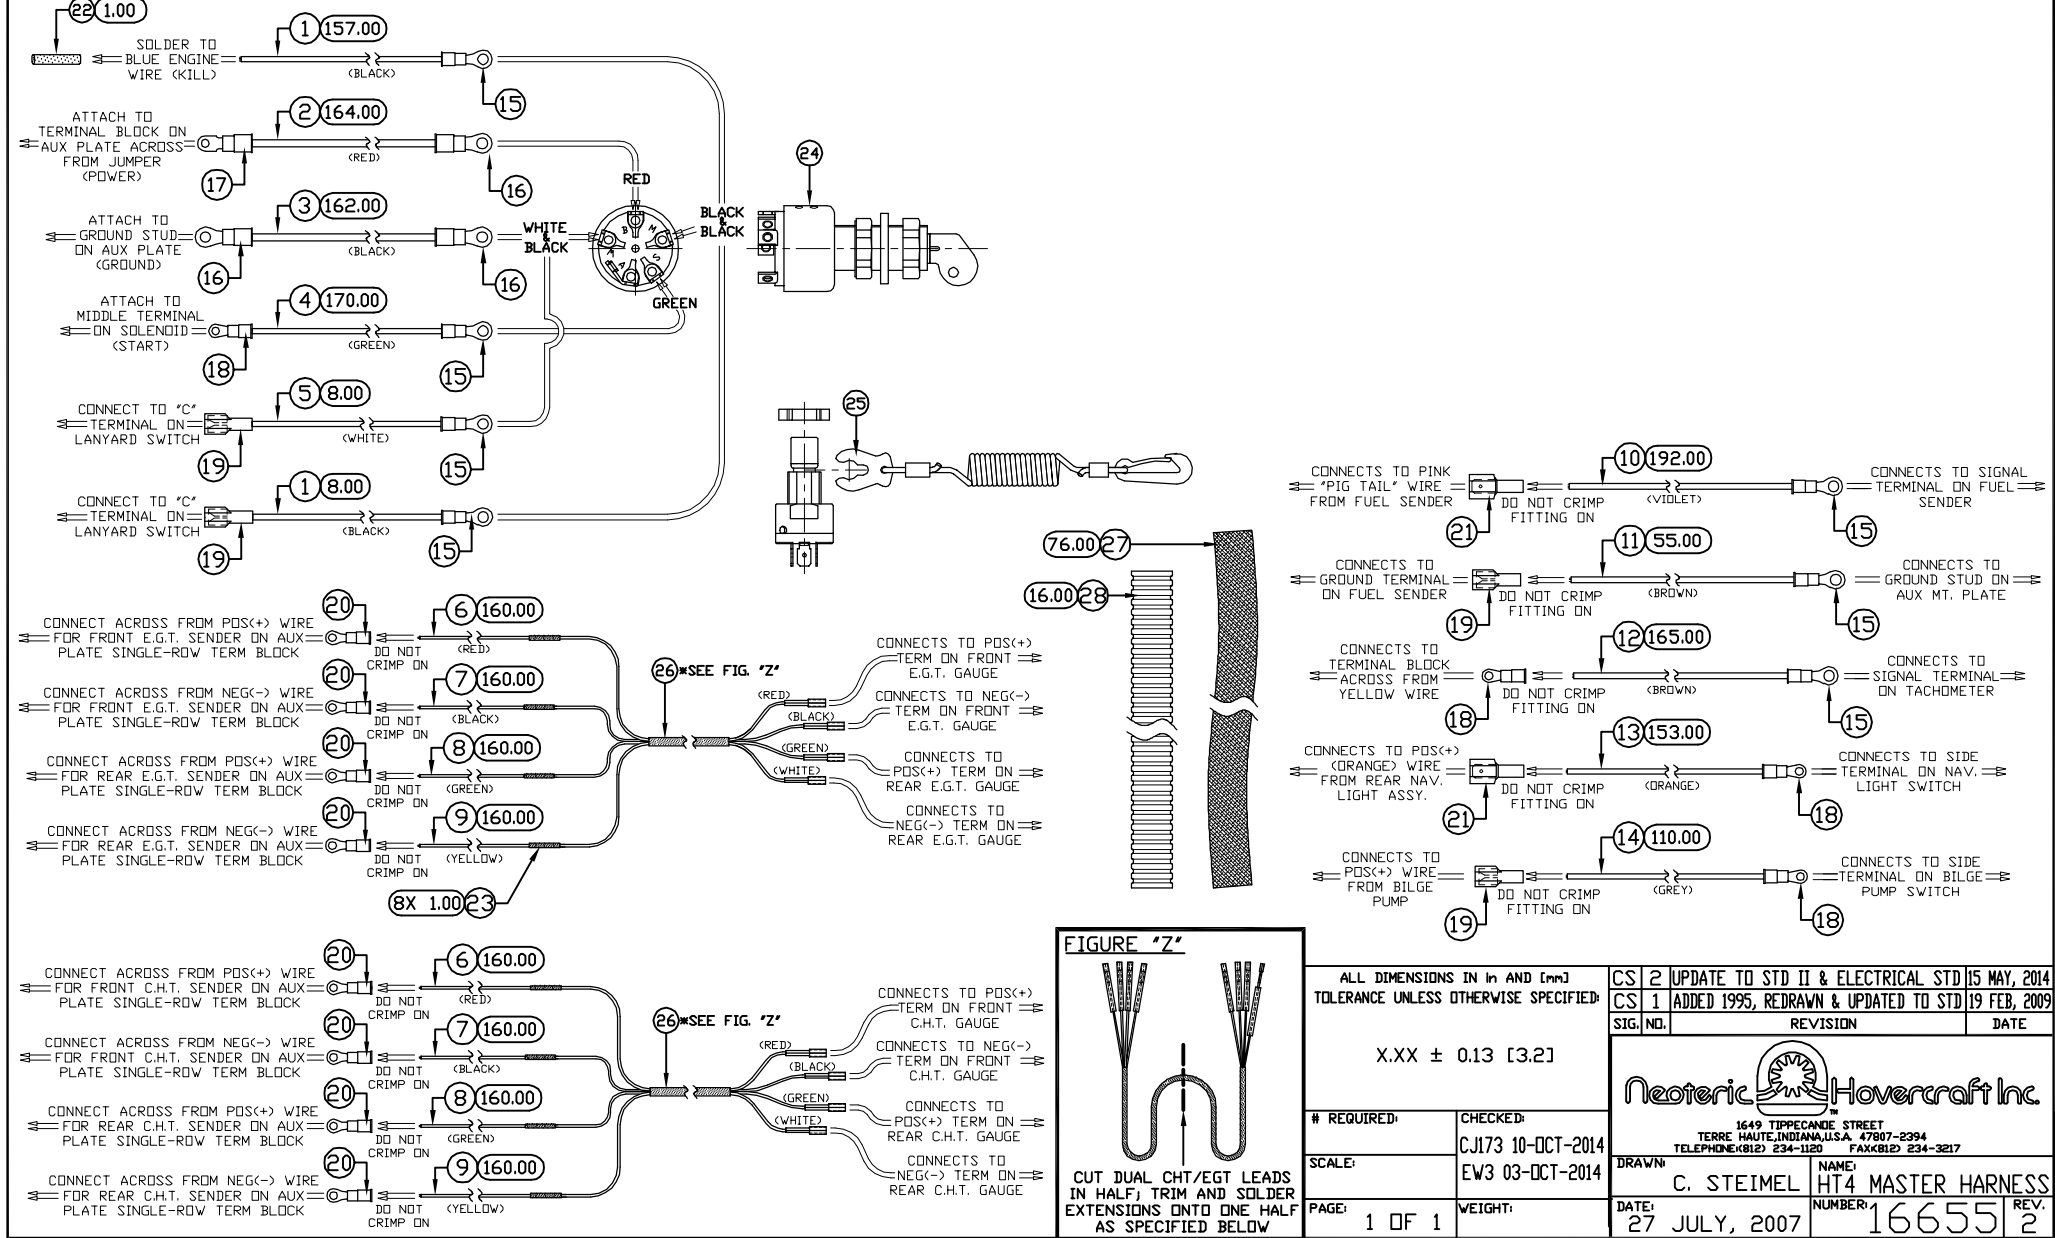 22 1.00
SOLDER TO
BLUE ENGINE
WIRE (KILL)
1 157.00
(BLACK)
15
ATTACH TO
TERMINAL BLOCK ON
AUX PLATE ACROSS
FROM JUMPER
(POWER)
2 164.00
(RED)
17
16
ATTACH TO
GROUND STUD
ON AUX PLATE
(GROUND)
3 162.00
(BLACK)
16
16
ATTACH TO
MIDDLE TERMINAL
ON SOLENOID
(START)
4 170.00
(GREEN)
18
15
CONNECT TO "C"
TERMINAL ON
LANYARD SWITCH
5 8.00
(WHITE)
19
15
CONNECT TO "C"
TERMINAL ON
LANYARD SWITCH
1 8.00
(BLACK)
19
15
RED
WHITE
&
BLACK
BLACK
&
BLACK
GREEN
B
M
S
A
24
25
76.00 27
16.00 28
CONNECT ACROSS FROM POS(+) WIRE
FOR FRONT E.G.T. SENDER ON AUX
PLATE SINGLE-ROW TERM BLOCK
20
DO NOT
CRIMP ON
6 160.00
(RED)
CONNECT ACROSS FROM NEG(-) WIRE
FOR FRONT E.G.T. SENDER ON AUX
PLATE SINGLE-ROW TERM BLOCK
20
DO NOT
CRIMP ON
7 160.00
(BLACK)
CONNECT ACROSS FROM POS(+) WIRE
FOR REAR E.G.T. SENDER ON AUX
PLATE SINGLE-ROW TERM BLOCK
20
DO NOT
CRIMP ON
8 160.00
(GREEN)
CONNECT ACROSS FROM NEG(-) WIRE
FOR REAR E.G.T. SENDER ON AUX
PLATE SINGLE-ROW TERM BLOCK
20
DO NOT
CRIMP ON
9 160.00
(YELLOW)
8X 1.00 23
26 *SEE FIG. "Z"
(RED)
(BLACK)
(GREEN)
(WHITE)
CONNECTS TO POS(+)
TERM ON FRONT
E.G.T. GAUGE
CONNECTS TO NEG(-)
TERM ON FRONT
E.G.T. GAUGE
CONNECTS TO
POS(+) TERM ON
REAR E.G.T. GAUGE
CONNECTS TO
NEG(-) TERM ON
REAR E.G.T. GAUGE
CONNECT ACROSS FROM POS(+) WIRE
FOR FRONT C.H.T. SENDER ON AUX
PLATE SINGLE-ROW TERM BLOCK
20
DO NOT
CRIMP ON
6 160.00
(RED)
CONNECT ACROSS FROM NEG(-) WIRE
FOR FRONT C.H.T. SENDER ON AUX
PLATE SINGLE-ROW TERM BLOCK
20
DO NOT
CRIMP ON
7 160.00
(BLACK)
CONNECT ACROSS FROM POS(+) WIRE
FOR REAR C.H.T. SENDER ON AUX
PLATE SINGLE-ROW TERM BLOCK
20
DO NOT
CRIMP ON
8 160.00
(GREEN)
CONNECT ACROSS FROM NEG(-) WIRE
FOR REAR C.H.T. SENDER ON AUX
PLATE SINGLE-ROW TERM BLOCK
20
DO NOT
CRIMP ON
9 160.00
(YELLOW)
26 *SEE FIG. "Z"
(RED)
(BLACK)
(GREEN)
(WHITE)
CONNECTS TO POS(+)
TERM ON FRONT
C.H.T. GAUGE
CONNECTS TO NEG(-)
TERM ON FRONT
C.H.T. GAUGE
CONNECTS TO
POS(+) TERM ON
REAR C.H.T. GAUGE
CONNECTS TO
NEG(-) TERM ON
REAR C.H.T. GAUGE
CONNECTS TO PINK
"PIG TAIL" WIRE
FROM FUEL SENDER
21
DO NOT CRIMP
FITTING ON
10 192.00
(VIOLET)
15
CONNECTS TO SIGNAL
TERMINAL ON FUEL
SENDER
CONNECTS TO
GROUND TERMINAL
ON FUEL SENDER
19
DO NOT CRIMP
FITTING ON
11 55.00
(BROWN)
15
CONNECTS TO
GROUND STUD ON
AUX MT. PLATE
CONNECTS TO
TERMINAL BLOCK
ACROSS FROM
YELLOW WIRE
18
DO NOT CRIMP
FITTING ON
12 165.00
(BROWN)
15
CONNECTS TO
SIGNAL TERMINAL
ON TACHOMETER
CONNECTS TO POS(+)
(ORANGE) WIRE
FROM REAR NAV.
LIGHT ASSY.
21
DO NOT CRIMP
FITTING ON
13 153.00
(ORANGE)
18
CONNECTS TO SIDE
TERMINAL ON NAV.
LIGHT SWITCH
CONNECTS TO
POS(+) WIRE
FROM BILGE
PUMP
19
DO NOT CRIMP
FITTING ON
14 110.00
(GREY)
18
CONNECTS TO SIDE
TERMINAL ON BILGE
PUMP SWITCH
FIGURE "Z"
CUT DUAL CHT/EGT LEADS
IN HALF; TRIM AND SOLDER
EXTENSIONS ONTO ONE HALF
AS SPECIFIED BELOW
ALL DIMENSIONS IN in AND [mm]
TOLERANCE UNLESS OTHERWISE SPECIFIED:
X.XX ± 0.13 [3.2]
# REQUIRED:
CHECKED:
CJ173 10-OCT-2014
EW3 03-OCT-2014
SCALE:
PAGE:
1 OF 1
WEIGHT:
CS 2 UPDATE TO STD II & ELECTRICAL STD 15 MAY, 2014
CS 1 ADDED 1995, REDRAWN & UPDATED TO STD 19 FEB, 2009
SIG. NO. REVISION DATE
Neoteric Hovercraft Inc.
TM
1649 TIPPECANOE STREET
TERRE HAUTE,INDIANA,U.S.A. 47807-2394
TELEPHONE:(812) 234-1120 FAX:(812) 234-3217
DRAWN:
C. STEIMEL
NAME:
HT4 MASTER HARNESS
DATE:
27 JULY, 2007
NUMBER:
16655
REV.
2